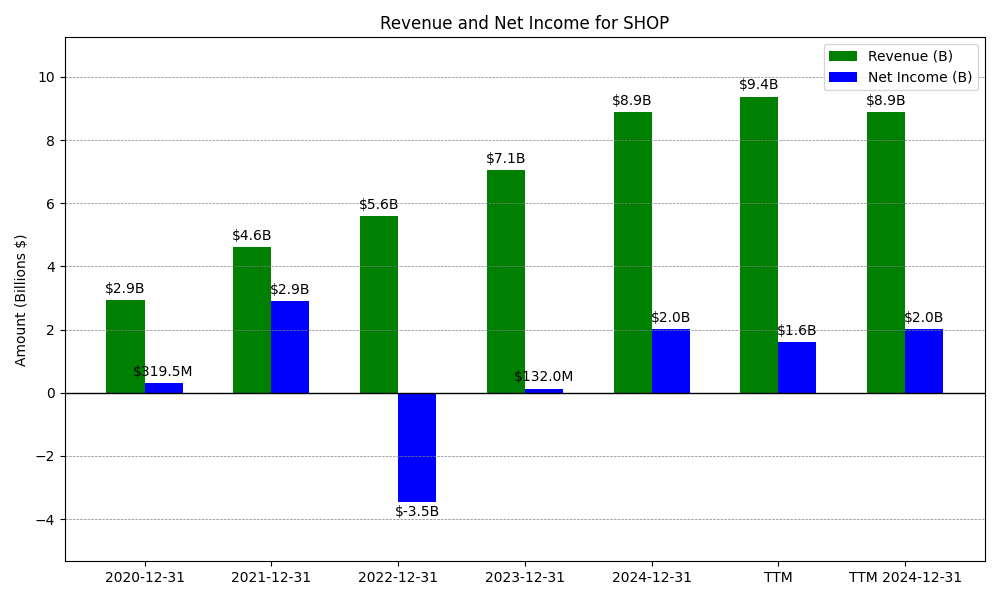 Revenue and Net Income for SHOP
Revenue (B)
Net Income (B)
Amount (Billions $)
10
8
6
4
2
0
−2
−4
$2.9B
$319.5M
$4.6B
$2.9B
$5.6B
$-3.5B
$7.1B
$132.0M
$8.9B
$2.0B
$9.4B
$1.6B
$8.9B
$2.0B
2020-12-31
2021-12-31
2022-12-31
2023-12-31
2024-12-31
TTM
TTM 2024-12-31